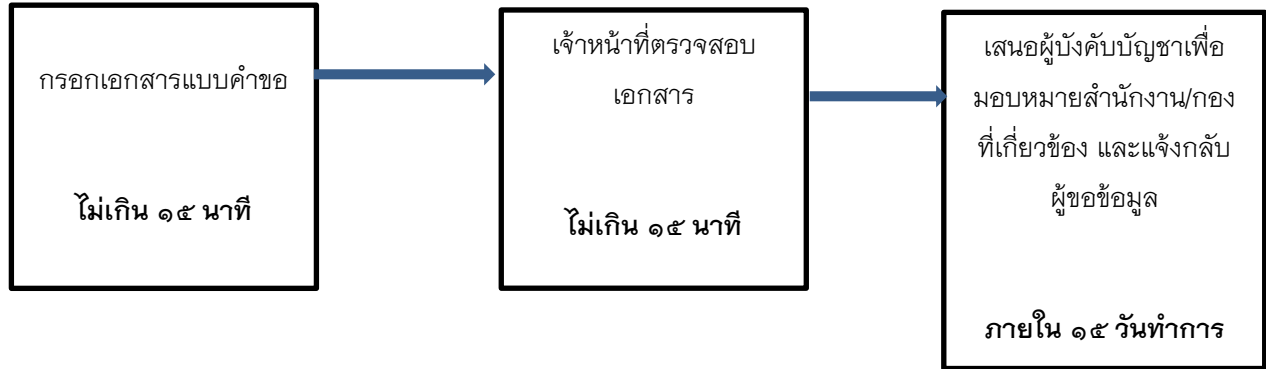 กรอกเอกสารแบบคำขอ
ไม่เกิน ๑๕ นาที
เจ้าหน้าที่ตรวจสอบ
เอกสาร
ไม่เกิน ๑๕ นาที
เสนอผู้บังคับบัญชาเพื่อ
มอบหมายสำนักงาน/กอง
ที่เกี่ยวข้อง และแจ้งกลับ
ผู้ขอข้อมูล
ภายใน ๑๕ วันทำการ